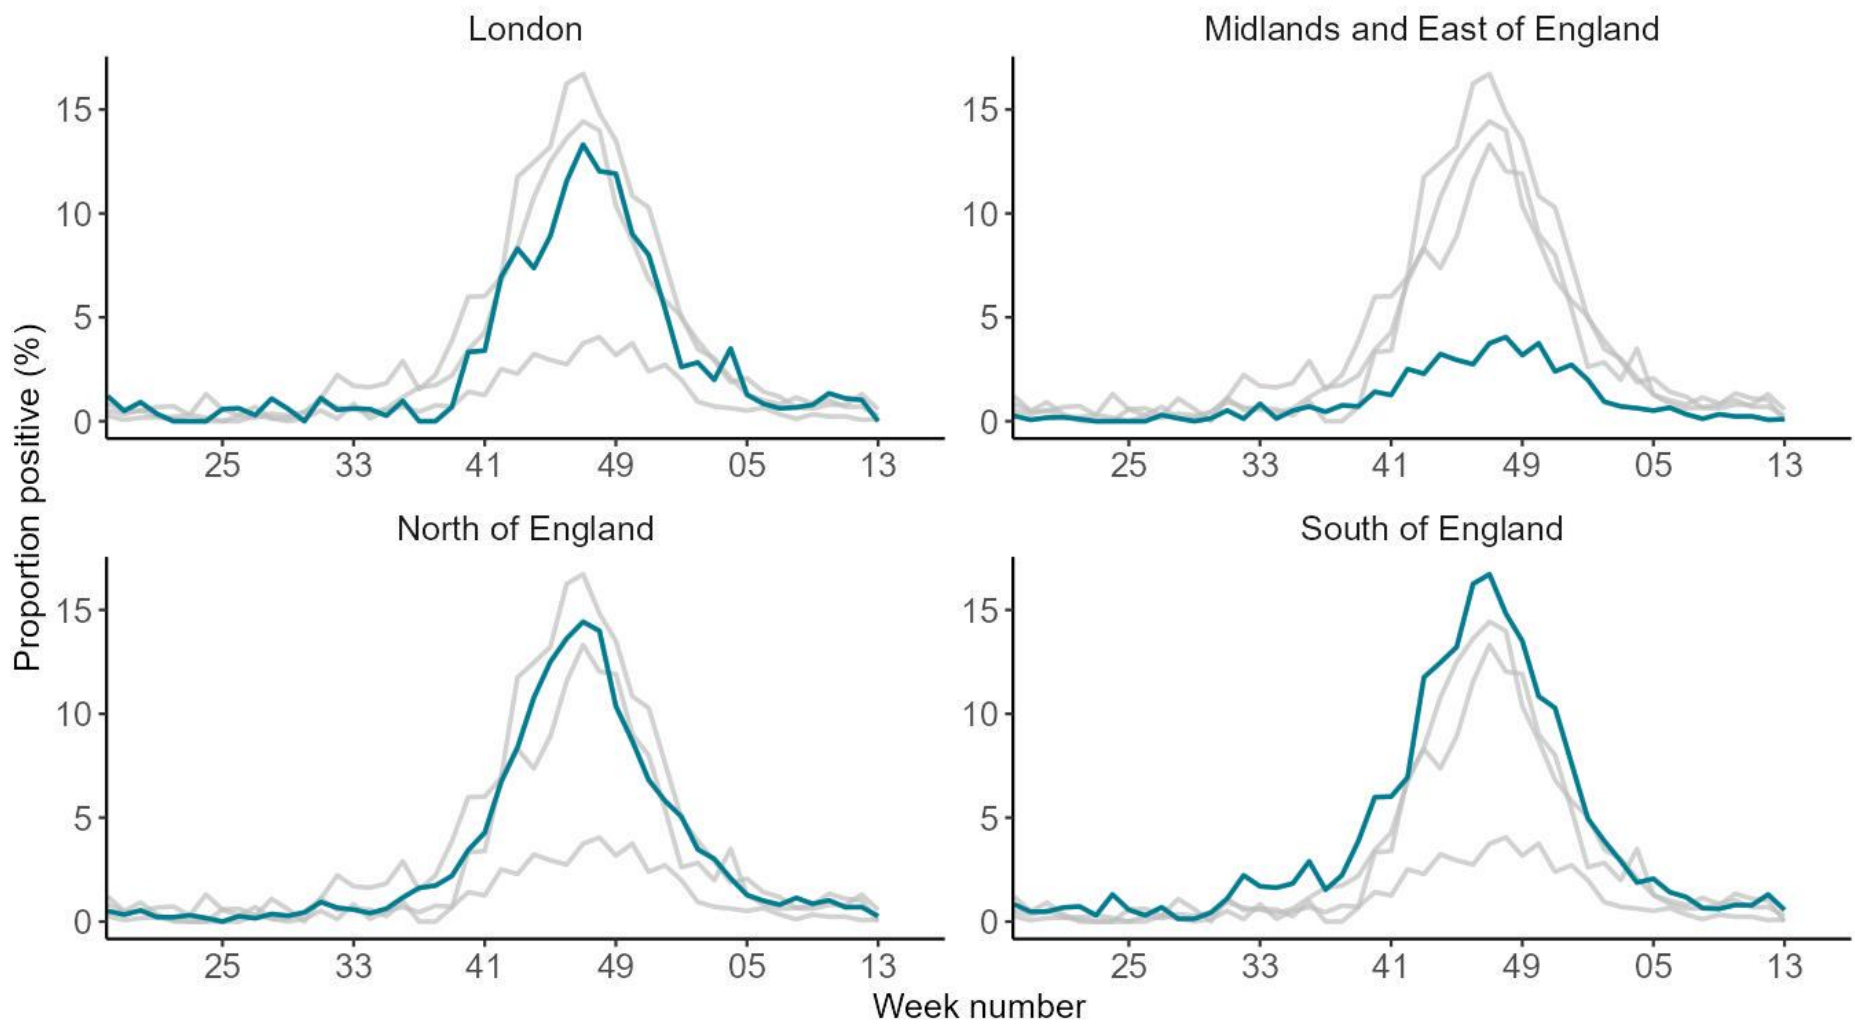 London
Midlands and East of England
15
10
5
0
25 33 41 49 05 13
15
10
5
0
25 33 41 49 05 13
Proportion positive (%)
North of England
South of England
15
10
5
0
25 33 41 49 05 13
15
10
5
0
25 33 41 49 05 13
Week number